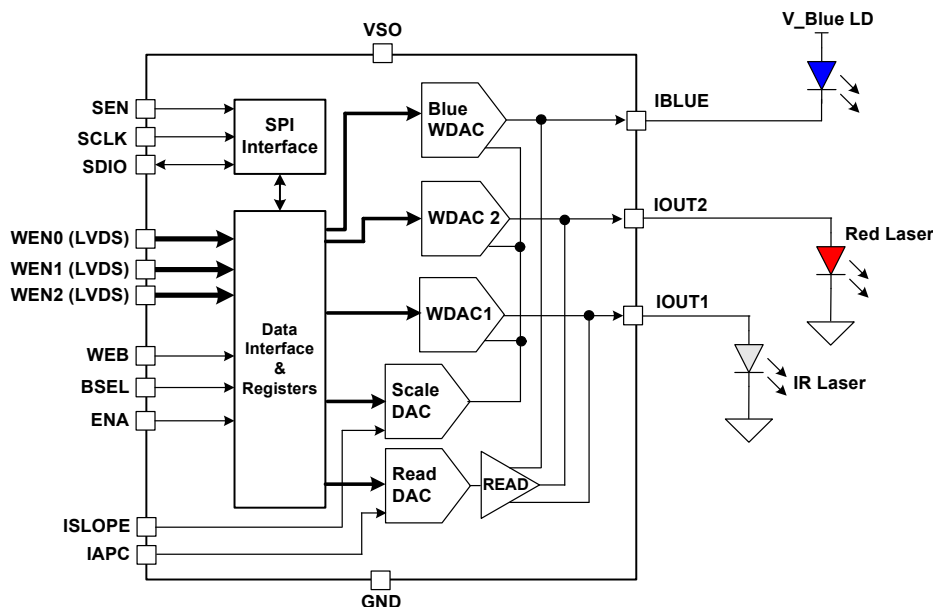 V_Blue LD
VSO
SEN
SCLK
SDIO
SPI
Interface
Blue
WDAC
IBLUE
WEN0 (LVDS)
WEN1 (LVDS)
WEN2 (LVDS)
WDAC 2
IOUT2
Red Laser
Data
Interface
&
Registers
WDAC1
IOUT1
IR Laser
WEB
BSEL
ENA
Scale
DAC
Read
DAC
READ
ISLOPE
IAPC
GND